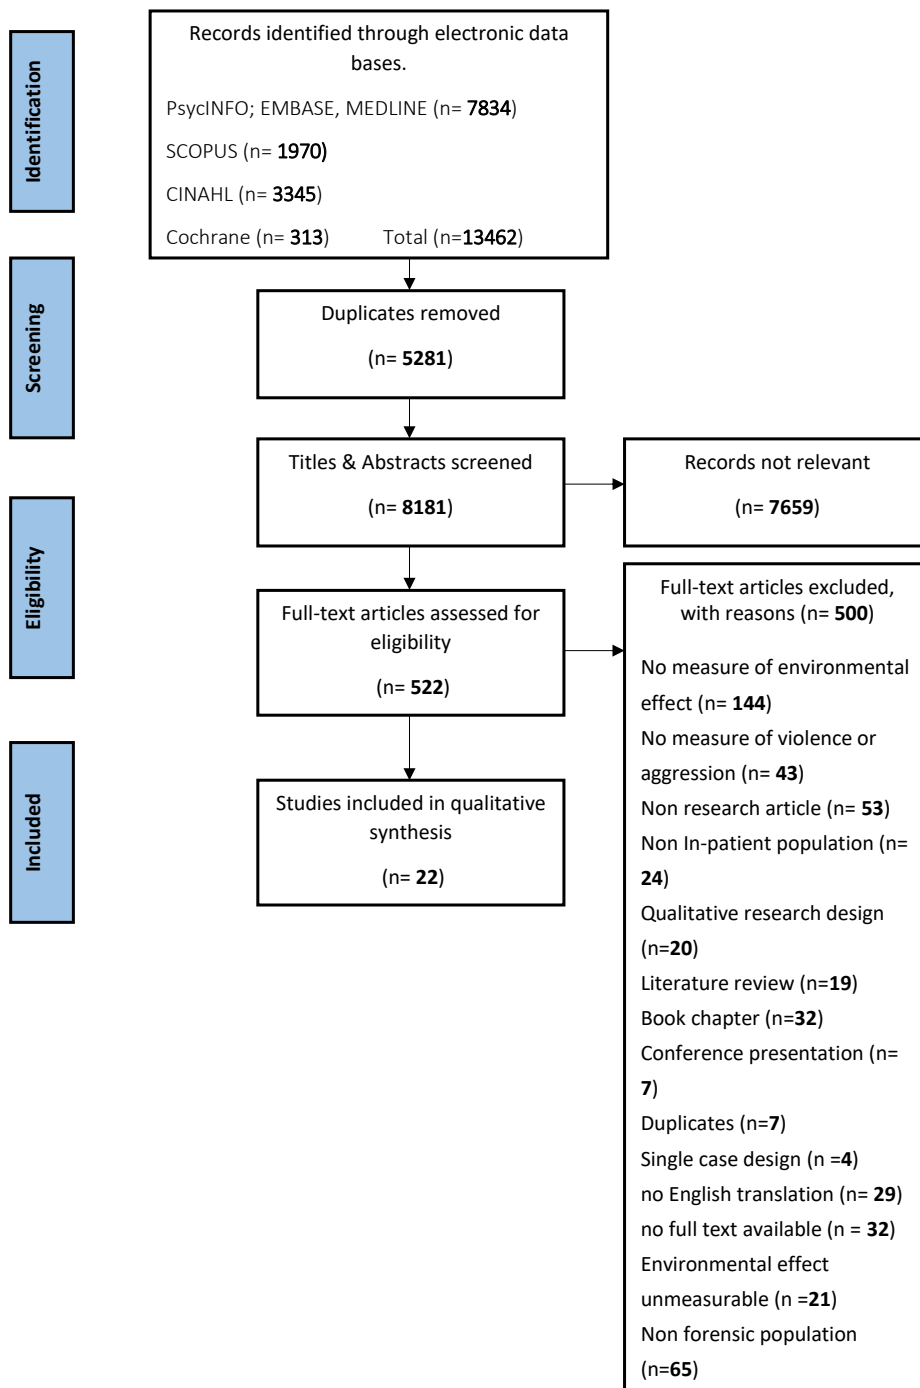 Identification
Records identified through electronic data
bases.
PsycINFO; EMBASE, MEDLINE (n= 7834)
SCOPUS (n= 1970)
CINAHL (n= 3345)
Cochrane (n= 313) Total (n=13462)
Screening
Duplicates removed
(n= 5281)
Titles & Abstracts screened
(n= 8181)
Records not relevant
(n= 7659)
Eligibility
Full-text articles assessed for
eligibility
(n= 522)
Full-text articles excluded,
with reasons (n= 500)
No measure of environmental
effect (n= 144)
No measure of violence or
aggression (n= 43)
Non research article (n= 53)
Non In-patient population (n=
24)
Qualitative research design
(n=20)
Literature review (n=19)
Book chapter (n=32)
Conference presentation (n=
7)
Duplicates (n=7)
Single case design (n =4)
no English translation (n= 29)
no full text available (n = 32)
Environmental effect
unmeasurable (n =21)
Non forensic population
(n=65)
Included
Studies included in qualitative
synthesis
(n= 22)